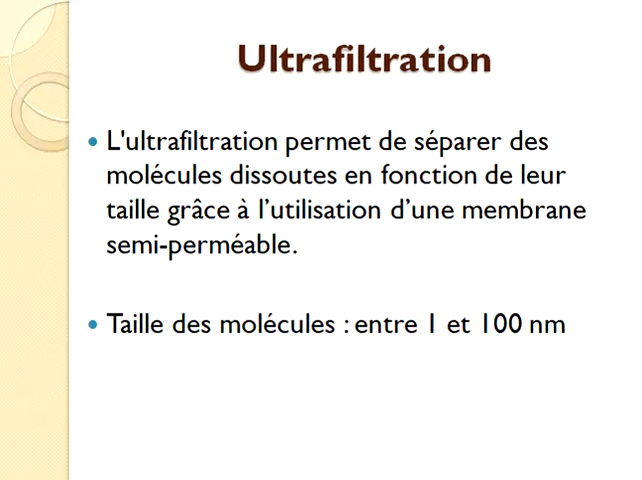 Ultrafiltration
• L'ultrafiltration permet de séparer des
molécules dissoutes en fonction de leur
taille grâce à l’utilisation d’une membrane
semi-perméable.
• Taille des molécules : entre 1 et 100 nm